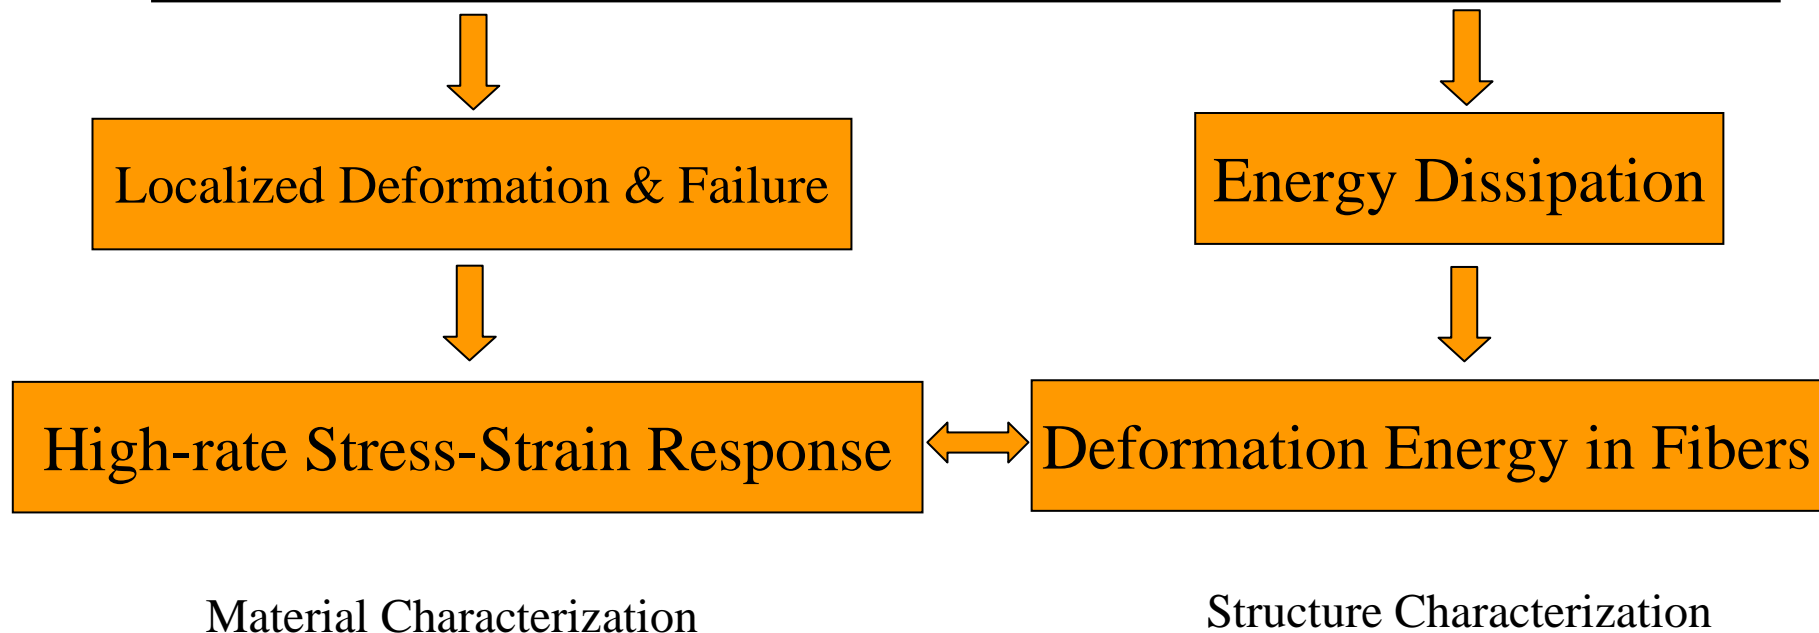 Localized Deformation & Failure
Energy Dissipation
High-rate Stress-Strain Response
Deformation Energy in Fibers
Material Characterization
Structure Characterization